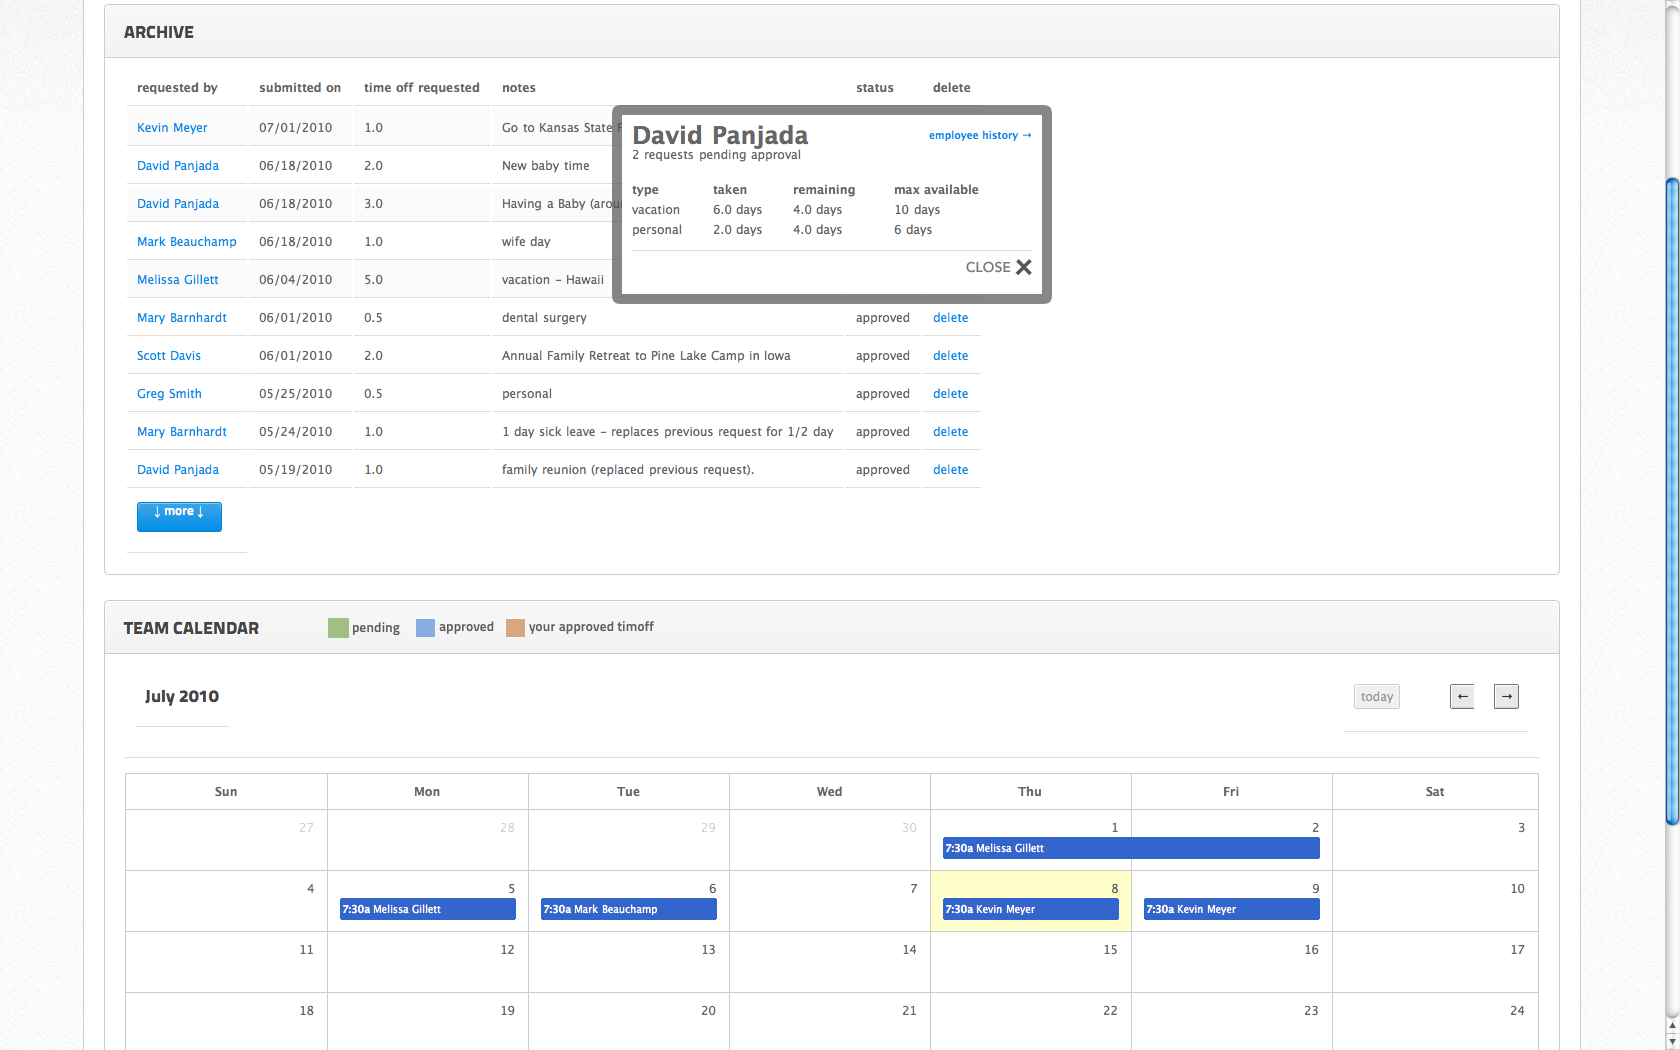 ARCHIVE
requested by submitted on time off requested notes status delete
Kevin Meyer 07/01/2010 1.0 Go to Kansas State
David Panjada 06/18/2010 2.0 New baby time
David Panjada 06/18/2010 3.0 Having a Baby (arou
Mark Beauchamp 06/18/2010 1.0 wife day
Melissa Gillett 06/04/2010 5.0 vacation - Hawaii
David Panjada employee history →
2 requests pending approval
type taken remaining max available
vacation 6.0 days 4.0 days 10 days
personal 2.0 days 4.0 days 6 days
CLOSE X
Mary Barnhardt 06/01/2010 0.5 dental surgery approved delete
Scott Davis 06/01/2010 2.0 Annual Family Retreat to Pine Lake Camp in Iowa approved delete
Greg Smith 05/25/2010 0.5 personal approved delete
Mary Barnhardt 05/24/2010 1.0 1 day sick leave - replaces previous request for 1/2 day approved delete
David Panjada 05/19/2010 1.0 family reunion (replaced previous request). approved delete
↓ more ↓
TEAM CALENDAR pending approved your approved timoff
July 2010 today ← →
Sun Mon Tue Wed Thu Fri Sat
27 28 29 30 1 2 3
7:30a Melissa Gillett
4 5 6 7 8 9 10
7:30a Melissa Gillett 7:30a Mark Beauchamp 7:30a Kevin Meyer 7:30a Kevin Meyer
11 12 13 14 15 16 17
18 19 20 21 22 23 24